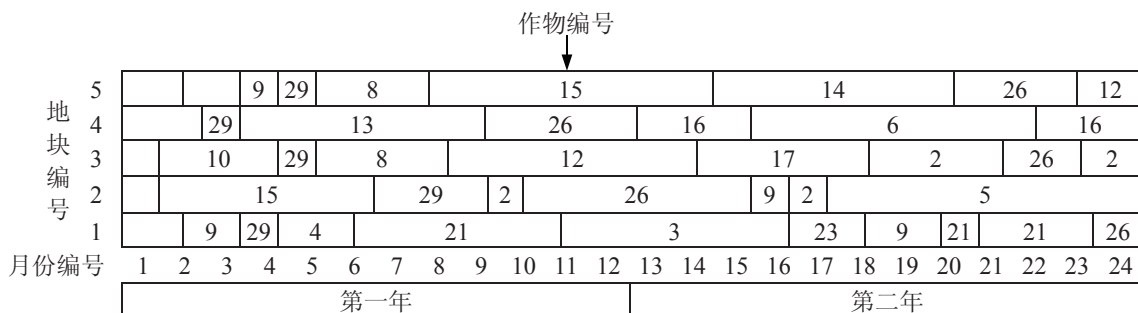 作物编号
地块编号
5 9 29 8 15 14 26 12
4 29 13 26 16 6 16
3 10 29 8 12 17 2 26 2
2 15 29 2 26 9 2 5
1 9 29 4 21 3 23 9 21 21 26
月份编号 1 2 3 4 5 6 7 8 9 10 11 12 13 14 15 16 17 18 19 20 21 22 23 24
第一年 第二年